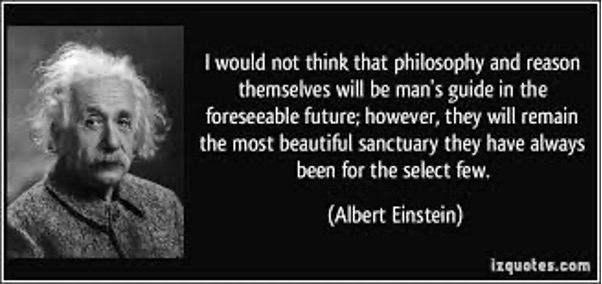 I would not think that philosophy and reason
themselves will be man's guide in the
foreseeable future; however, they will remain
the most beautiful sanctuary they have always
been for the select few.
(Albert Einstein)
izquotes.com